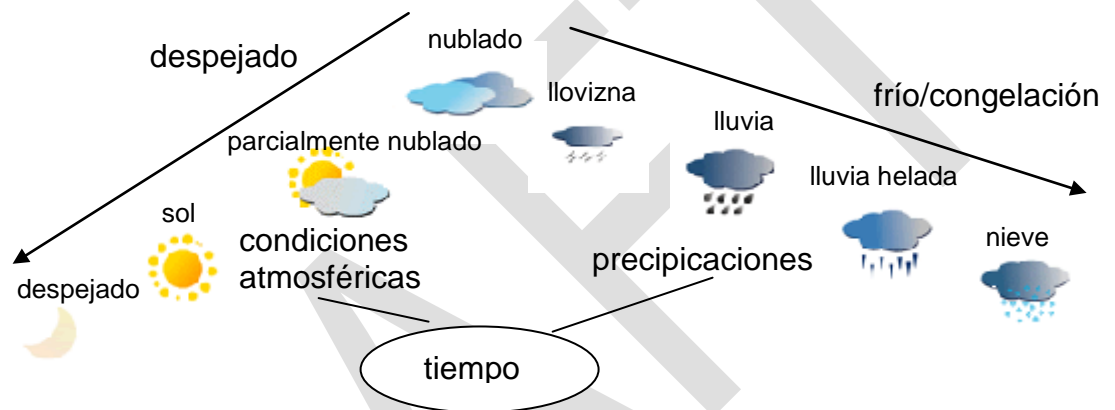 nublado
despejado
llovizna
frío/congelación
lluvia
parcialmente nublado
lluvia helada
sol
condiciones
atmosféricas
precipicaciones
nieve
despejado
tiempo